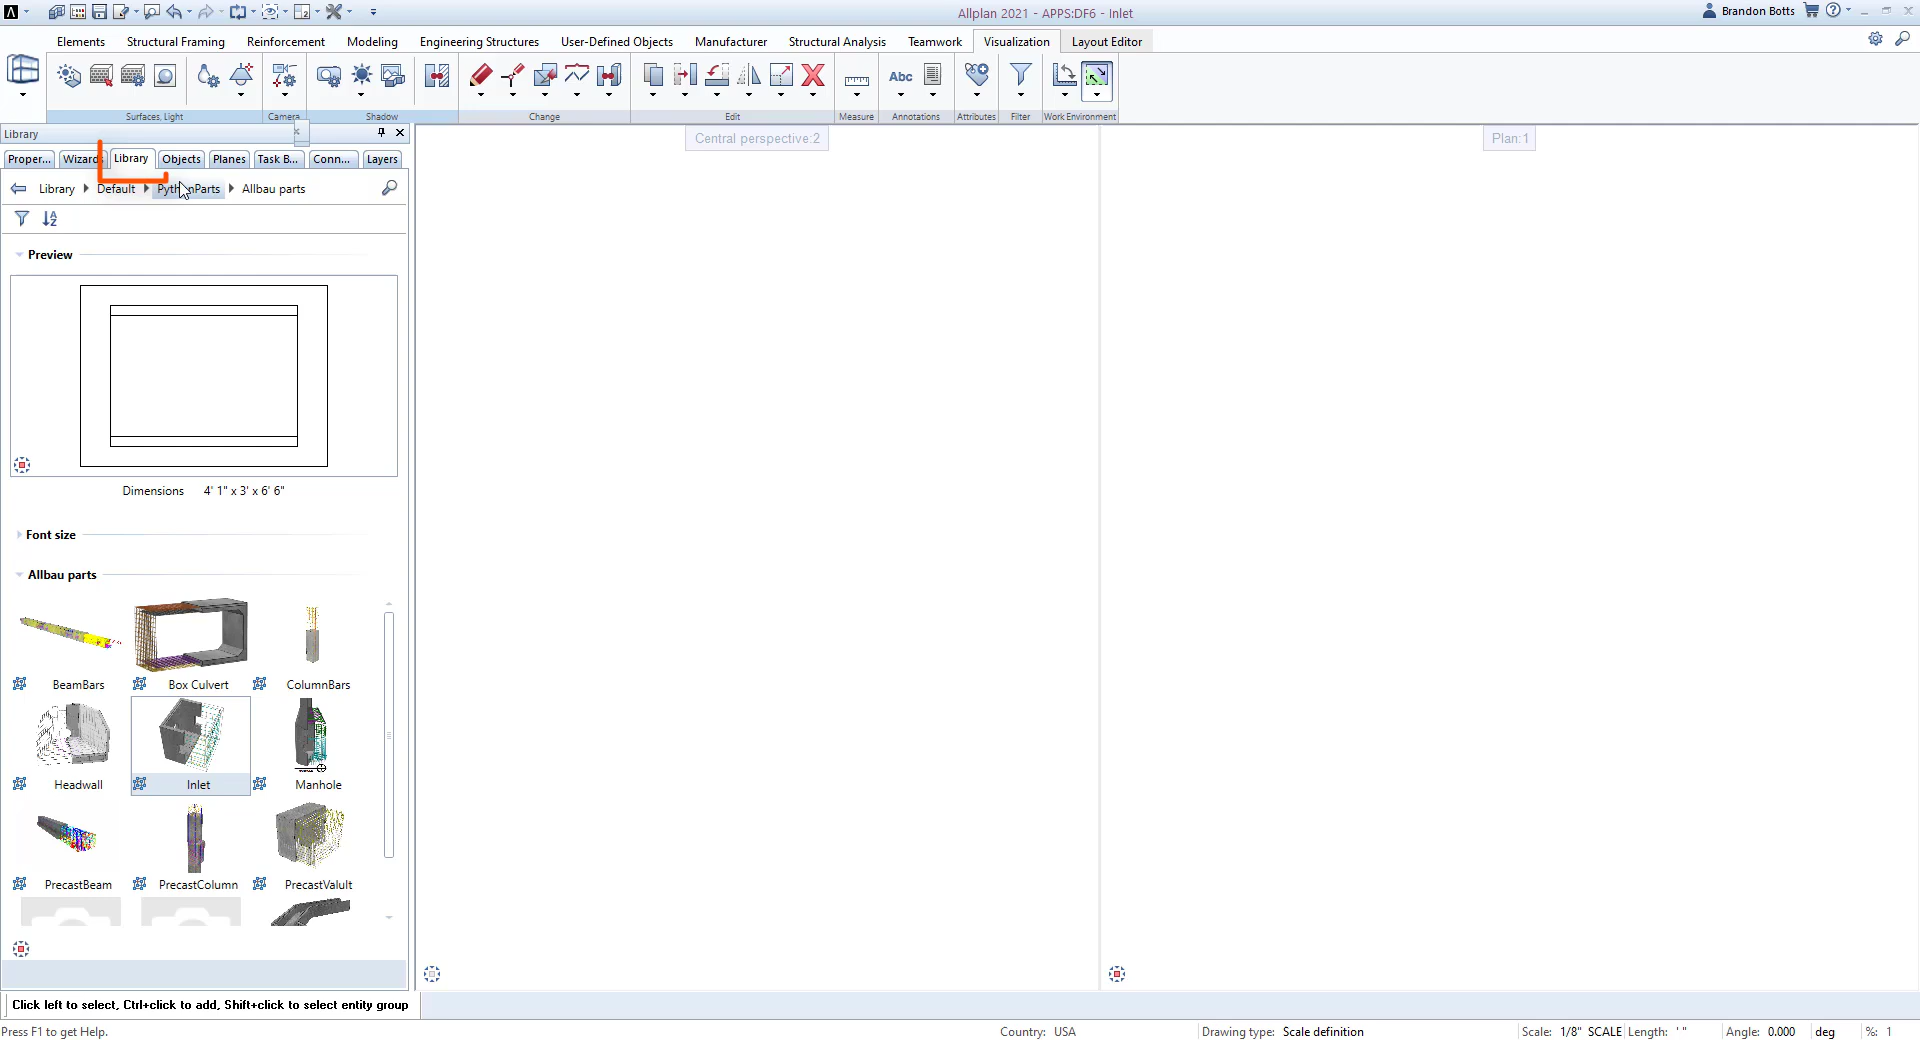 Allplan 2021 - APPS:DF6 - Inlet
Brandon Botts
Elements Structural Framing Reinforcement Modeling Engineering Structures User-Defined Objects Manufacturer Structural Analysis Teamwork Visualization Layout Editor
Abc
Surfaces, Light Camera Shadow Change Edit Measure Annotations Attributes Filter Work Environment
Library
Central perspective:2
Plan:1
Proper... Wizards Library Objects Planes Task B... Conn... Layers
Library Default PythonParts Allbau parts
Preview
Dimensions 4' 1" x 3' x 6' 6"
Font size
Allbau parts
BeamBars Box Culvert ColumnBars
Headwall Inlet Manhole
PrecastBeam PrecastColumn PrecastValult
Click left to select, Ctrl+click to add, Shift+click to select entity group
Press F1 to get Help.
Country: USA
Drawing type: Scale definition
Scale: 1/8" SCALE Length: ' " Angle: 0.000 deg %: 1